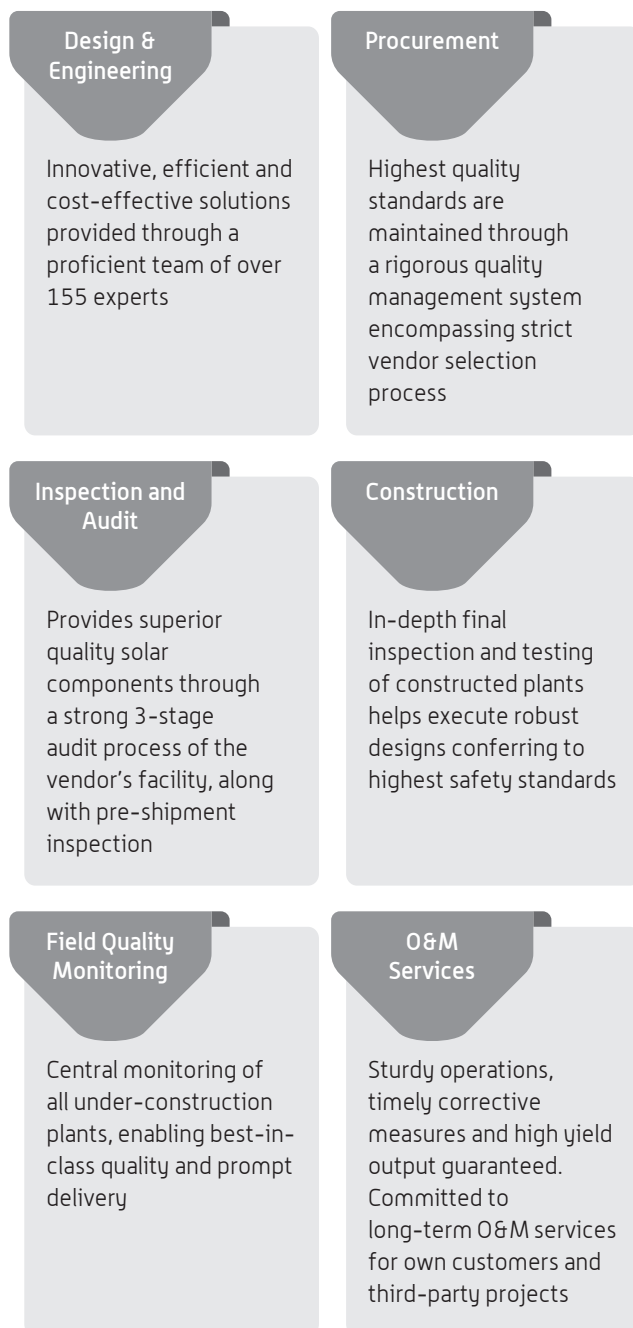 Design &
Engineering
Innovative, efficient and
cost-effective solutions
provided through a
proficient team of over
155 experts
Procurement
Highest quality
standards are
maintained through
a rigorous quality
management system
encompassing strict
vendor selection
process
Inspection and
Audit
Provides superior
quality solar
components through
a strong 3-stage
audit process of the
vendor's facility, along
with pre-shipment
inspection
Construction
In-depth final
inspection and testing
of constructed plants
helps execute robust
designs conferring to
highest safety standards
Field Quality
Monitoring
Central monitoring of
all under-construction
plants, enabling best-in-
class quality and prompt
delivery
O&M
Services
Sturdy operations,
timely corrective
measures and high yield
output guaranteed.
Committed to
long-term O&M services
for own customers and
third-party projects